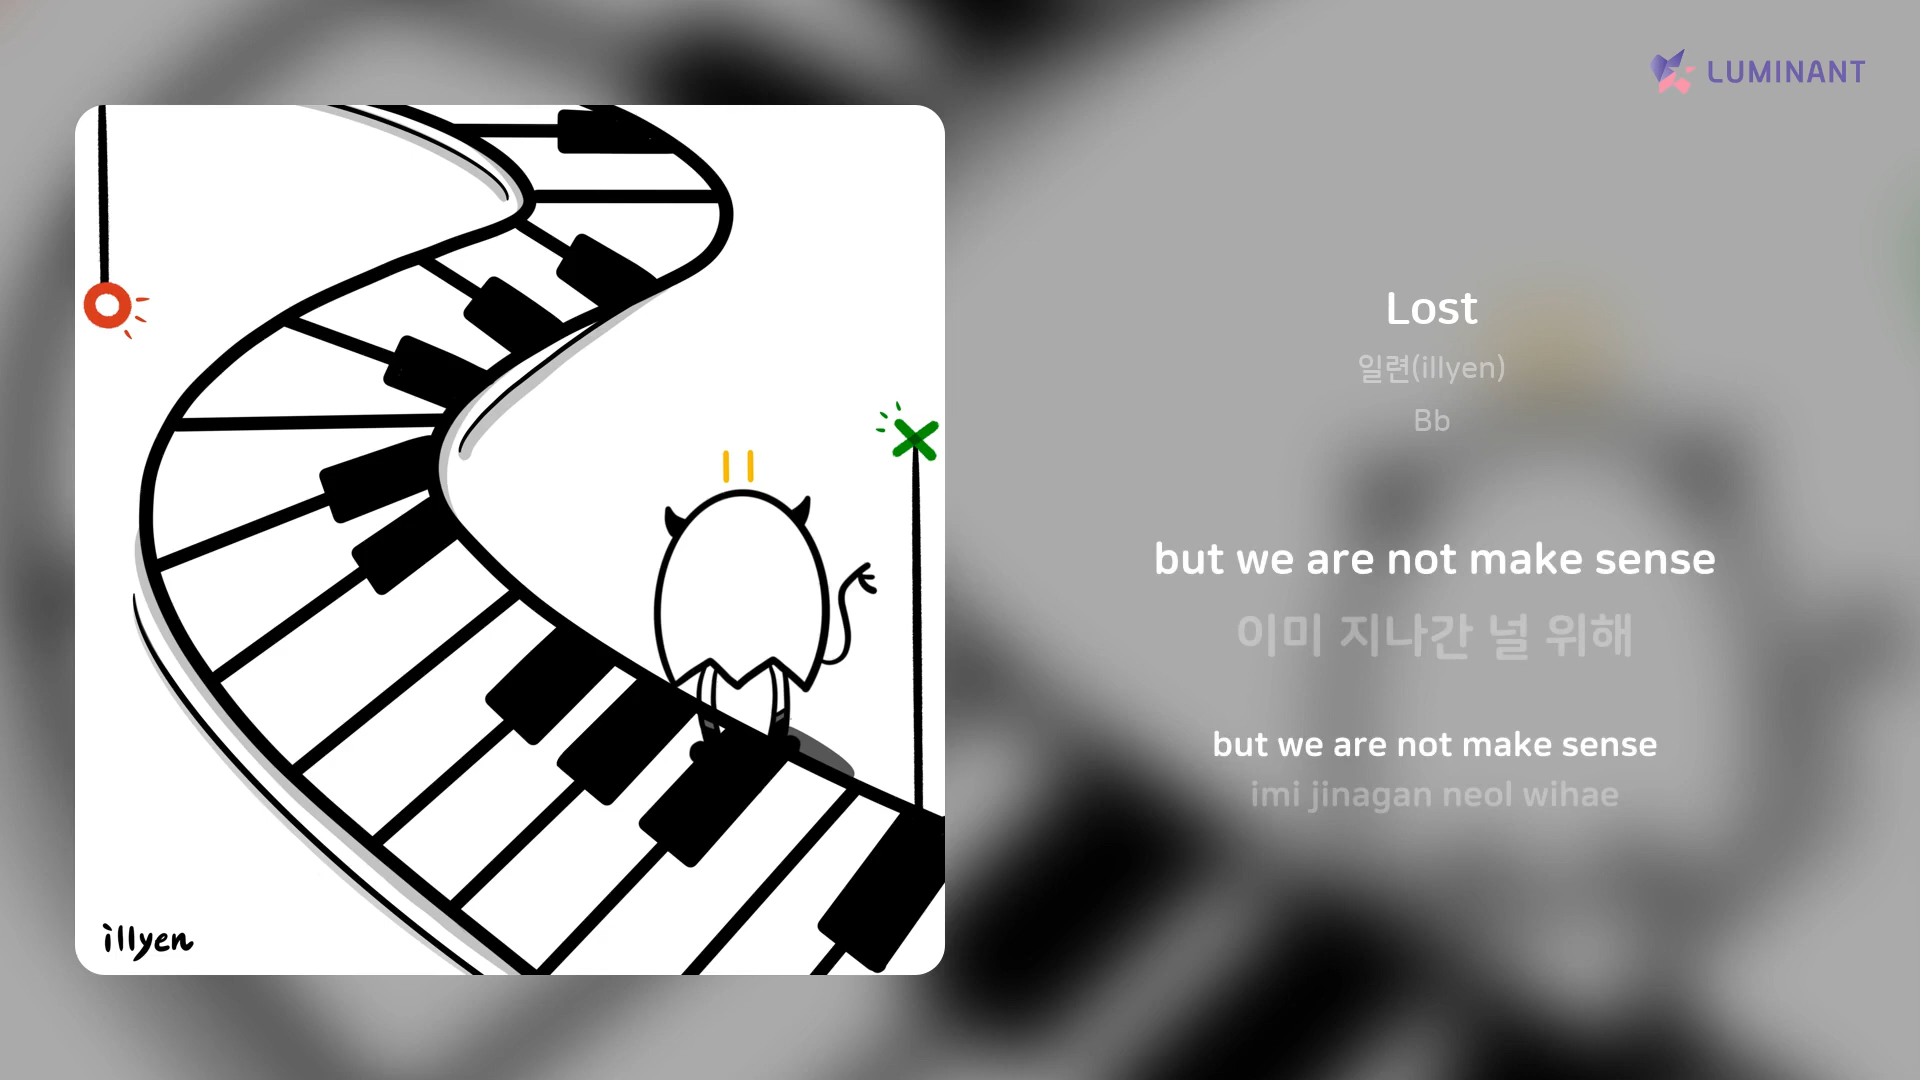 LUMINANT
Lost
일련(illyen)
Bb
but we are not make sense
이미 지나간 널 위해
but we are not make sense
imi jinagan neol wihae
illyen